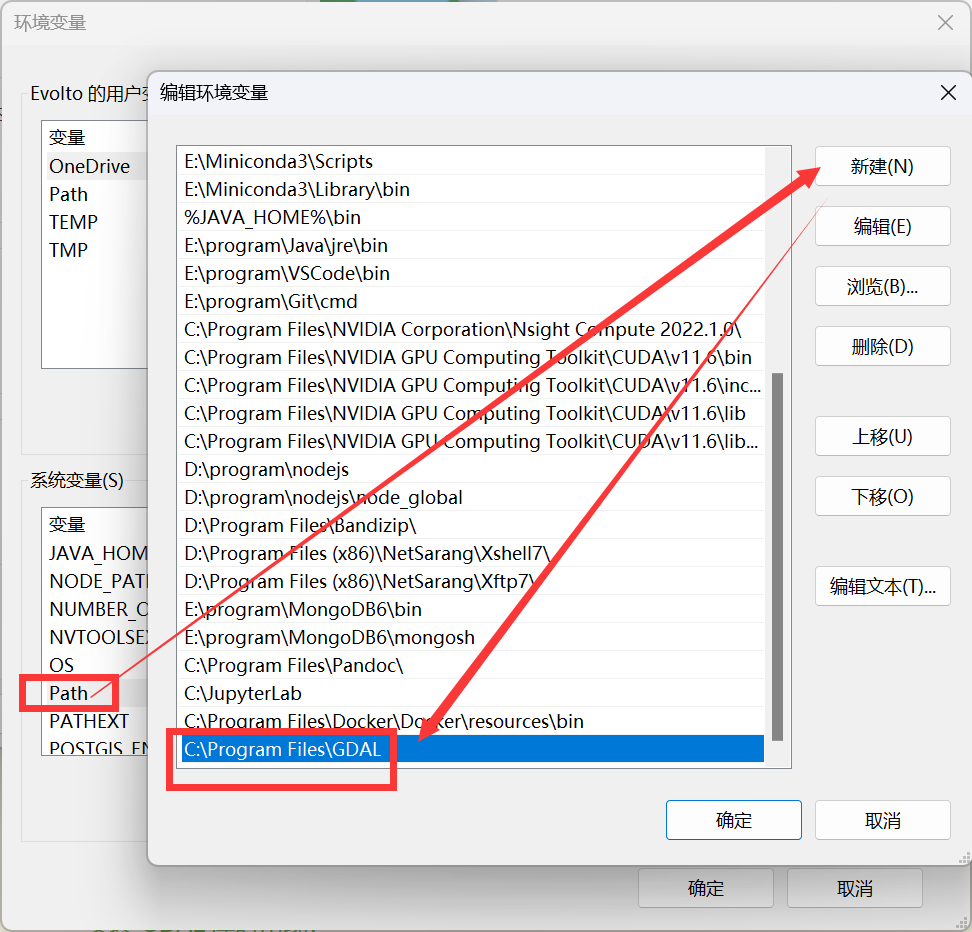 环境变量
Evolto 的用户变
变量
OneDrive
Path
TEMP
TMP
系统变量(S)
变量
JAVA_HOM
NODE_PATH
NUMBER_O
NVTOOLSEX
OS
Path
PATHEXT
POSTGIS_EN
编辑环境变量
E:\Miniconda3\Scripts
E:\Miniconda3\Library\bin
%JAVA_HOME%\bin
E:\program\Java\jre\bin
E:\program\VSCode\bin
E:\program\Git\cmd
C:\Program Files\NVIDIA Corporation\Nsight Compute 2022.1.0\
C:\Program Files\NVIDIA GPU Computing Toolkit\CUDA\v11.6\bin
C:\Program Files\NVIDIA GPU Computing Toolkit\CUDA\v11.6\inc...
C:\Program Files\NVIDIA GPU Computing Toolkit\CUDA\v11.6\lib
C:\Program Files\NVIDIA GPU Computing Toolkit\CUDA\v11.6\lib...
D:\program\nodejs
D:\program\nodejs\node_global
D:\Program Files\Bandizip\
D:\Program Files (x86)\NetSarang\Xshell7\
D:\Program Files (x86)\NetSarang\Xftp7\
E:\program\MongoDB6\bin
E:\program\MongoDB6\mongosh
C:\Program Files\Pandoc\
C:\JupyterLab
C:\Program Files\Docker\Docker\resources\bin
C:\Program Files\GDAL
新建(N)
编辑(E)
浏览(B)...
删除(D)
上移(U)
下移(O)
编辑文本(T)...
确定
取消
确定
取消